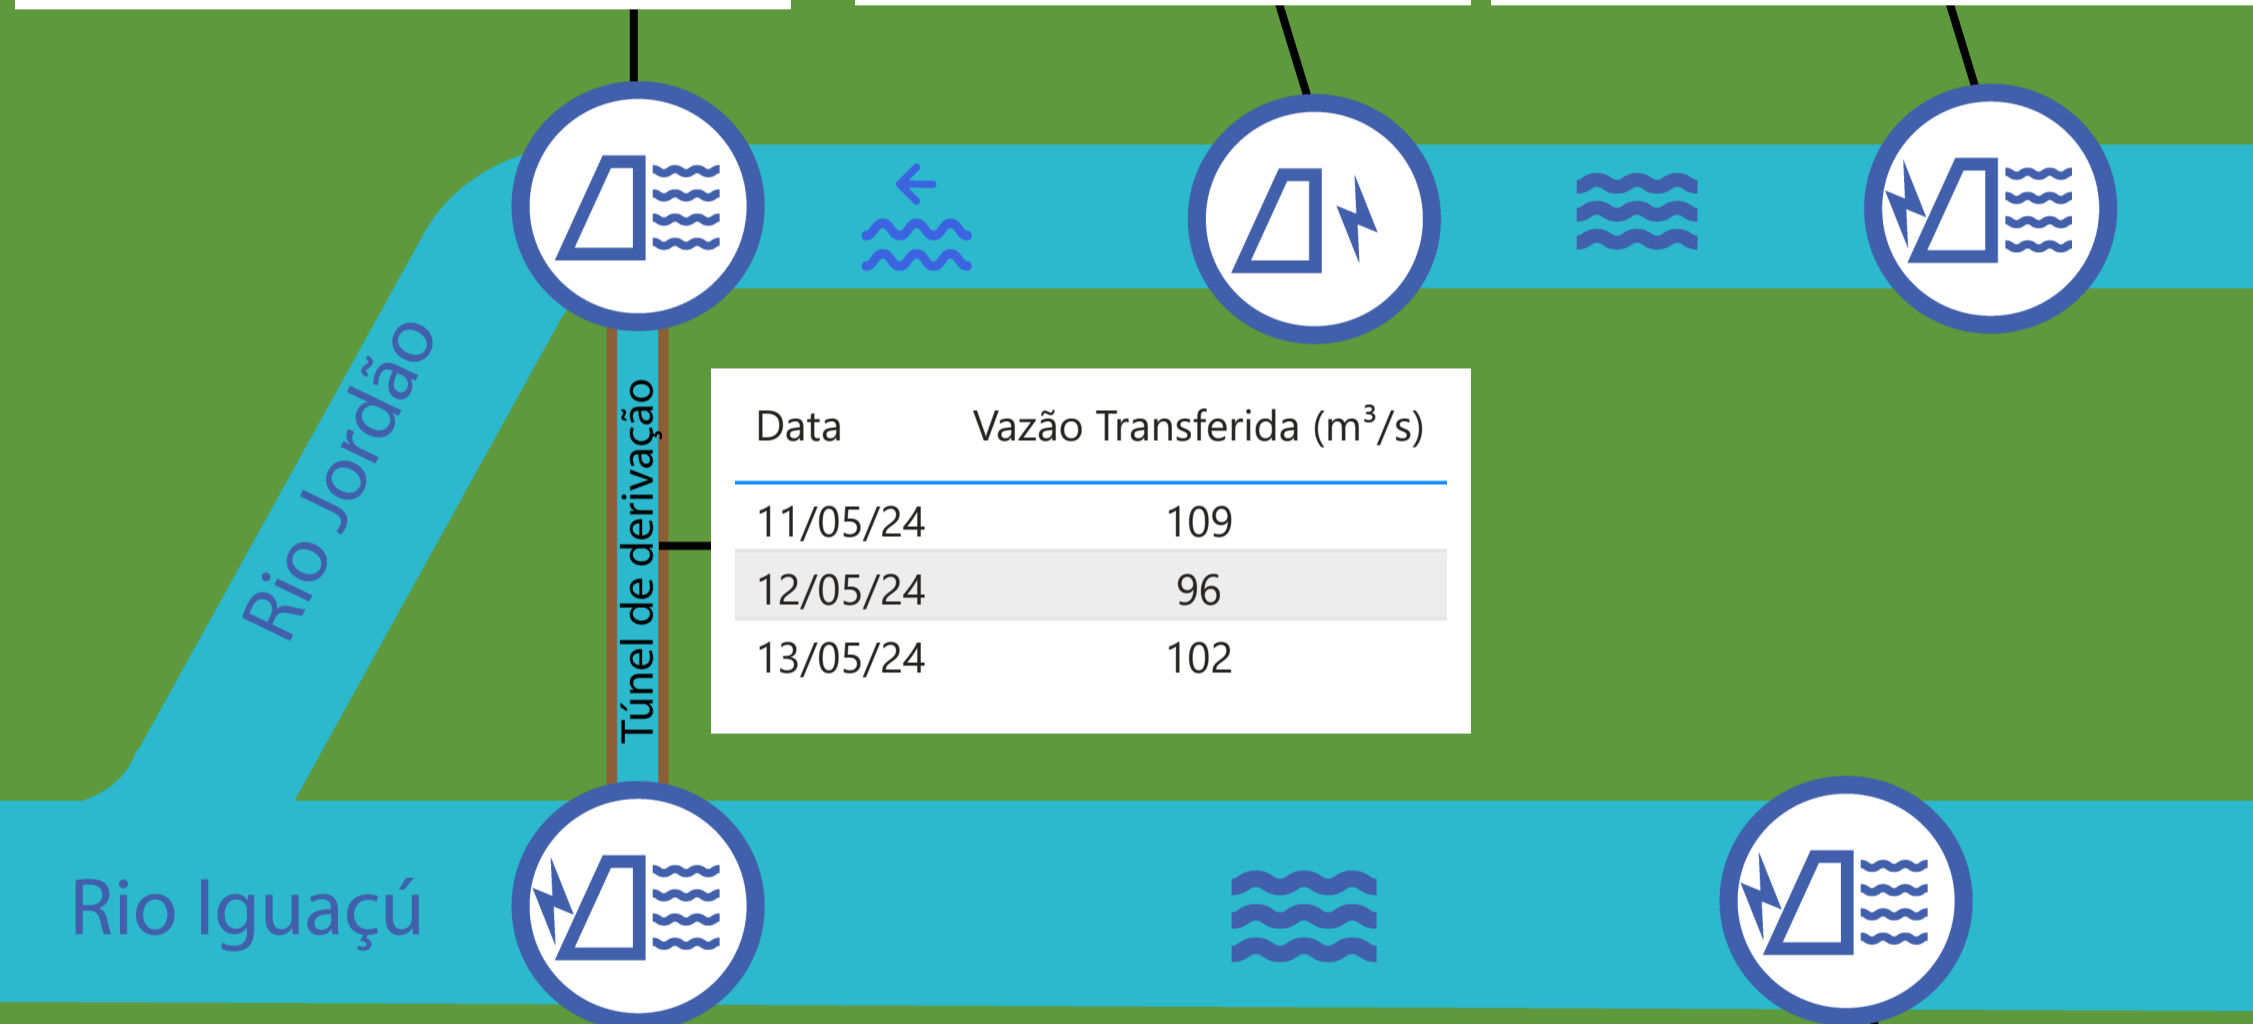 Rio Jordão
Túnel de derivação
Data Vazão Transferida (m³/s)
11/05/24 109
12/05/24 96
13/05/24 102
Rio Iguaçú